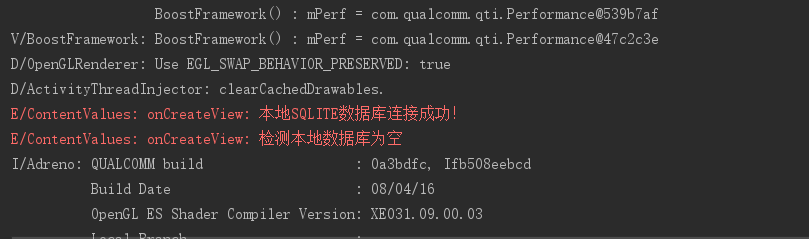 BoostFramework() : mPerf = com.qualcomm.qti.Performance@539b7af
V/BoostFramework: BoostFramework() : mPerf = com.qualcomm.qti.Performance@47c2c3e
D/OpenGLRenderer: Use EGL_SWAP_BEHAVIOR_PRESERVED: true
D/ActivityThreadInjector: clearCachedDrawables.
E/ContentValues: onCreateView: 本地SQLITE数据库连接成功!
E/ContentValues: onCreateView: 检测本地数据库为空
I/Adreno: QUALCOMM build : 0a3bdfc, Ifb508eebcd
Build Date : 08/04/16
OpenGL ES Shader Compiler Version: XE031.09.00.03
Local Branch :